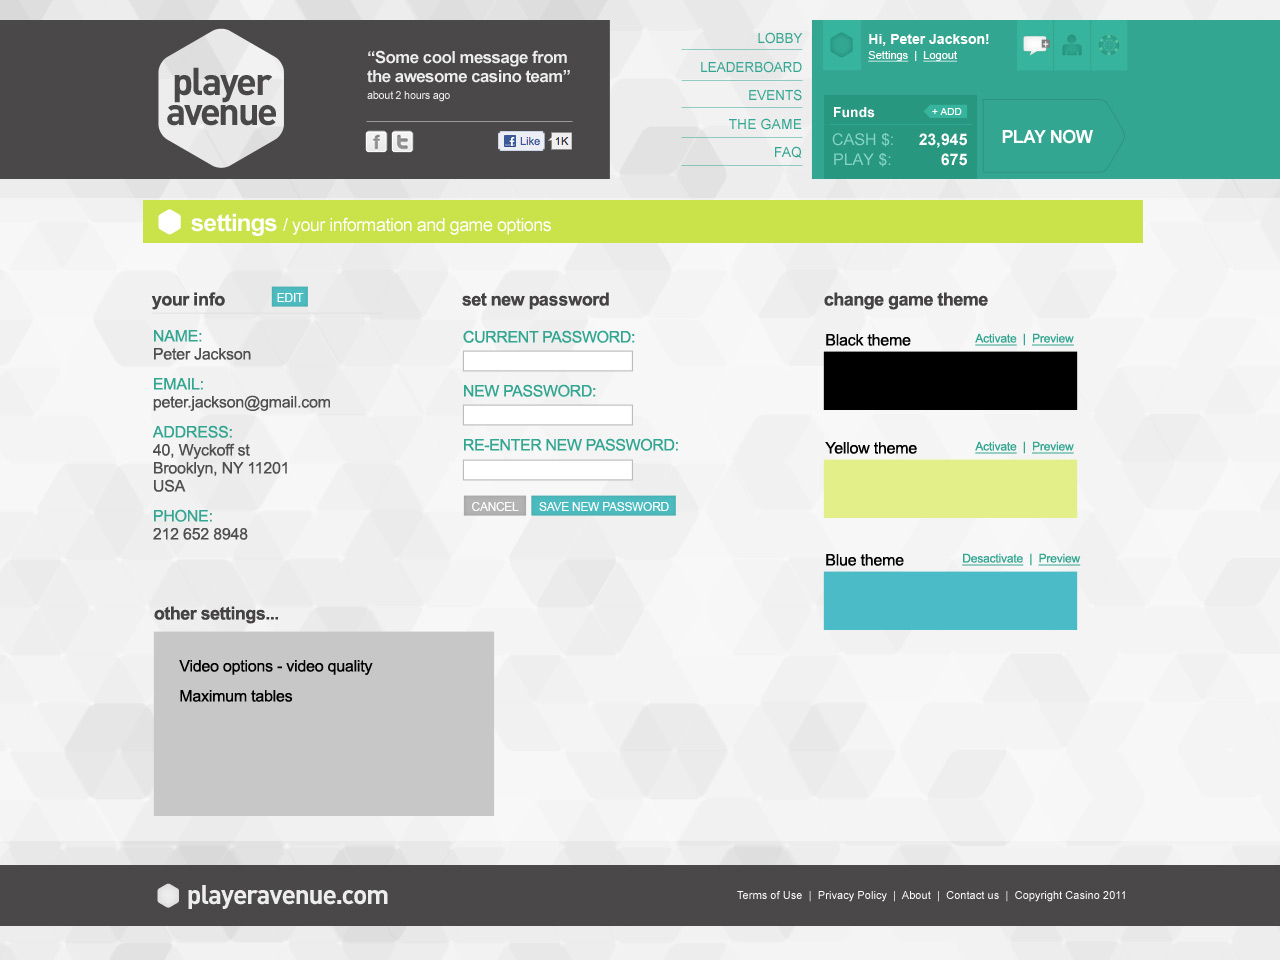 player
avenue
“Some cool message from
the awesome casino team”
about 2 hours ago
f
t
f Like
1K
LOBBY
LEADERBOARD
EVENTS
THE GAME
FAQ
Hi, Peter Jackson!
Settings | Logout
Funds
+ ADD
CASH $: 23,945
PLAY $: 675
PLAY NOW
settings / your information and game options
your info
EDIT
NAME:
Peter Jackson
EMAIL:
peter.jackson@gmail.com
ADDRESS:
40, Wyckoff st
Brooklyn, NY 11201
USA
PHONE:
212 652 8948
set new password
CURRENT PASSWORD:
NEW PASSWORD:
RE-ENTER NEW PASSWORD:
CANCEL
SAVE NEW PASSWORD
change game theme
Black theme
Activate | Preview
Yellow theme
Activate | Preview
Blue theme
Desactivate | Preview
other settings...
Video options - video quality
Maximum tables
playeravenue.com
Terms of Use | Privacy Policy | About | Contact us | Copyright Casino 2011